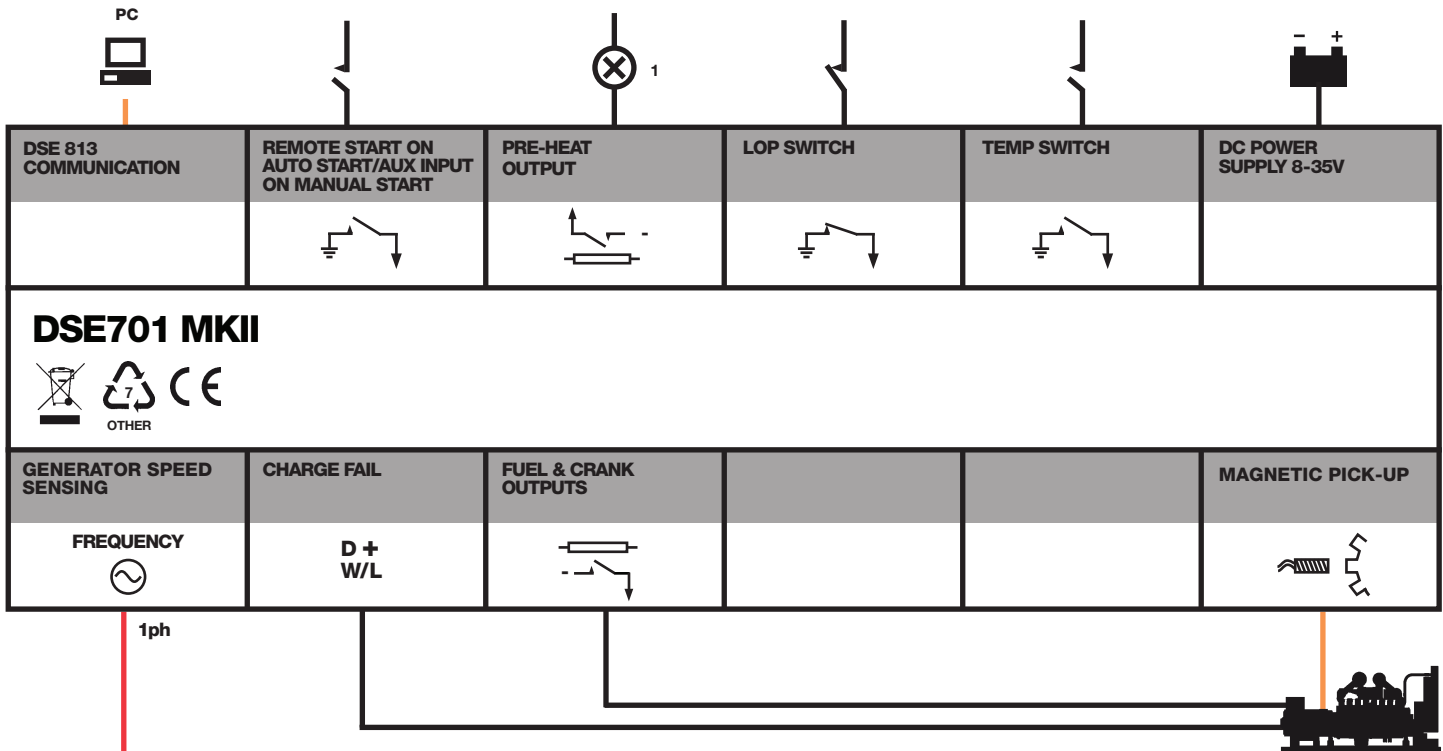 PC
1
− +
DSE 813
COMMUNICATION
REMOTE START ON
AUTO START/AUX INPUT
ON MANUAL START
PRE-HEAT
OUTPUT
LOP SWITCH
TEMP SWITCH
DC POWER
SUPPLY 8-35V
DSE701 MKII
7
CE
OTHER
GENERATOR SPEED
SENSING
CHARGE FAIL
FUEL & CRANK
OUTPUTS
MAGNETIC PICK-UP
FREQUENCY
D +
W/L
1ph